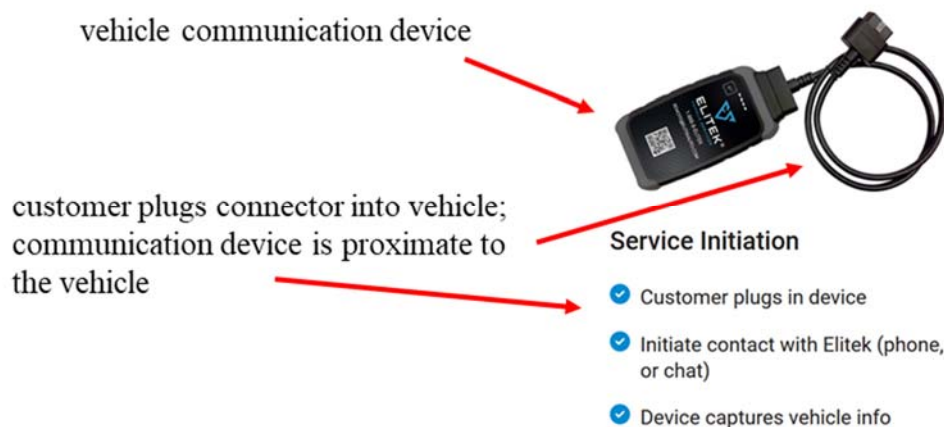 vehicle communication device
ELITEK®
customer plugs connector into vehicle;
communication device is proximate to
the vehicle
Service Initiation
Customer plugs in device
Initiate contact with Elitek (phone,
or chat)
Device captures vehicle info